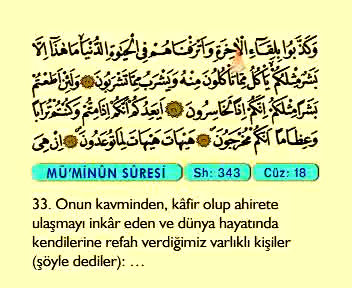 وَكَذَّبُوا بِلِقَاءِ الْاٰخِرَةِ وَاَتْرَفْنَاهُمْ فِي الْحَيٰوةِ الدُّنْيَا مَا هٰذَٓا اِلَّا
بَشَرٌ مِثْلُكُمْ يَأْكُلُ مِمَّا تَأْكُلُونَ مِنْهُ وَيَشْرَبُ مِمَّا تَشْرَبُونَ وَلَئِنْ اَطَعْتُمْ
بَشَرًا مِثْلَكُمْ اِنَّكُمْ اِذًا لَخَاسِرُونَ اَيَعِدُكُمْ اَنَّكُمْ اِذَا مِتُّمْ وَكُنْتُمْ تُرَابًا
وَعِظَامًا اَنَّكُمْ مُخْرَجُونَ هَيْهَاتَ هَيْهَاتَ لِمَا تُوعَدُونَ اِنْ هِيَ
MÜ'MİNÛN SÛRESİ Sh: 343 Cüz: 18
33. Onun kavminden, kâfir olup ahirete
ulaşmayı inkâr eden ve dünya hayatında
kendilerine refah verdiğimiz varlıklı kişiler
(şöyle dediler): …